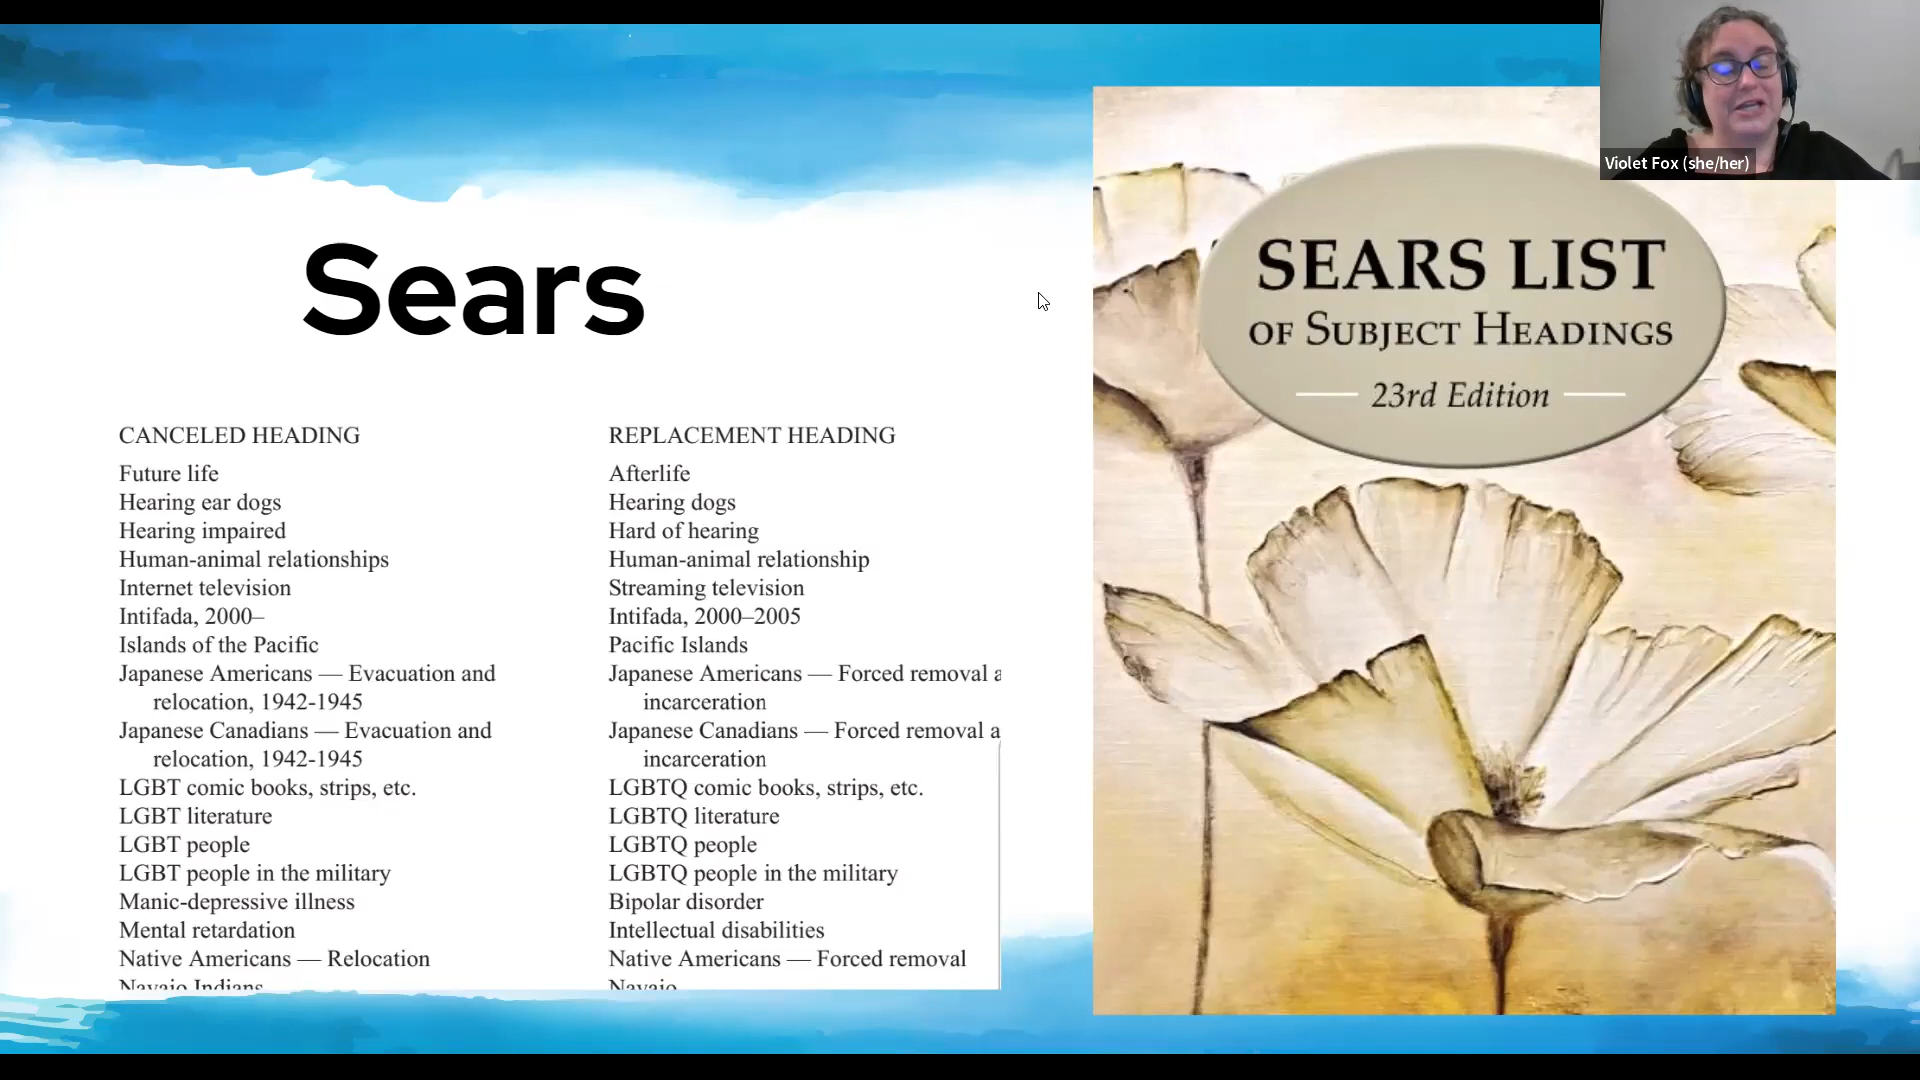 Violet Fox (she/her)
Sears
CANCELED HEADING REPLACEMENT HEADING
Future life Afterlife
Hearing ear dogs Hearing dogs
Hearing impaired Hard of hearing
Human-animal relationships Human-animal relationship
Internet television Streaming television
Intifada, 2000– Intifada, 2000–2005
Islands of the Pacific Pacific Islands
Japanese Americans — Evacuation and Japanese Americans — Forced removal a
relocation, 1942-1945 incarceration
Japanese Canadians — Evacuation and Japanese Canadians — Forced removal a
relocation, 1942-1945 incarceration
LGBT comic books, strips, etc. LGBTQ comic books, strips, etc.
LGBT literature LGBTQ literature
LGBT people LGBTQ people
LGBT people in the military LGBTQ people in the military
Manic-depressive illness Bipolar disorder
Mental retardation Intellectual disabilities
Native Americans — Relocation Native Americans — Forced removal
Navajo Indians Navajo
SEARS LIST
OF SUBJECT HEADINGS
23rd Edition